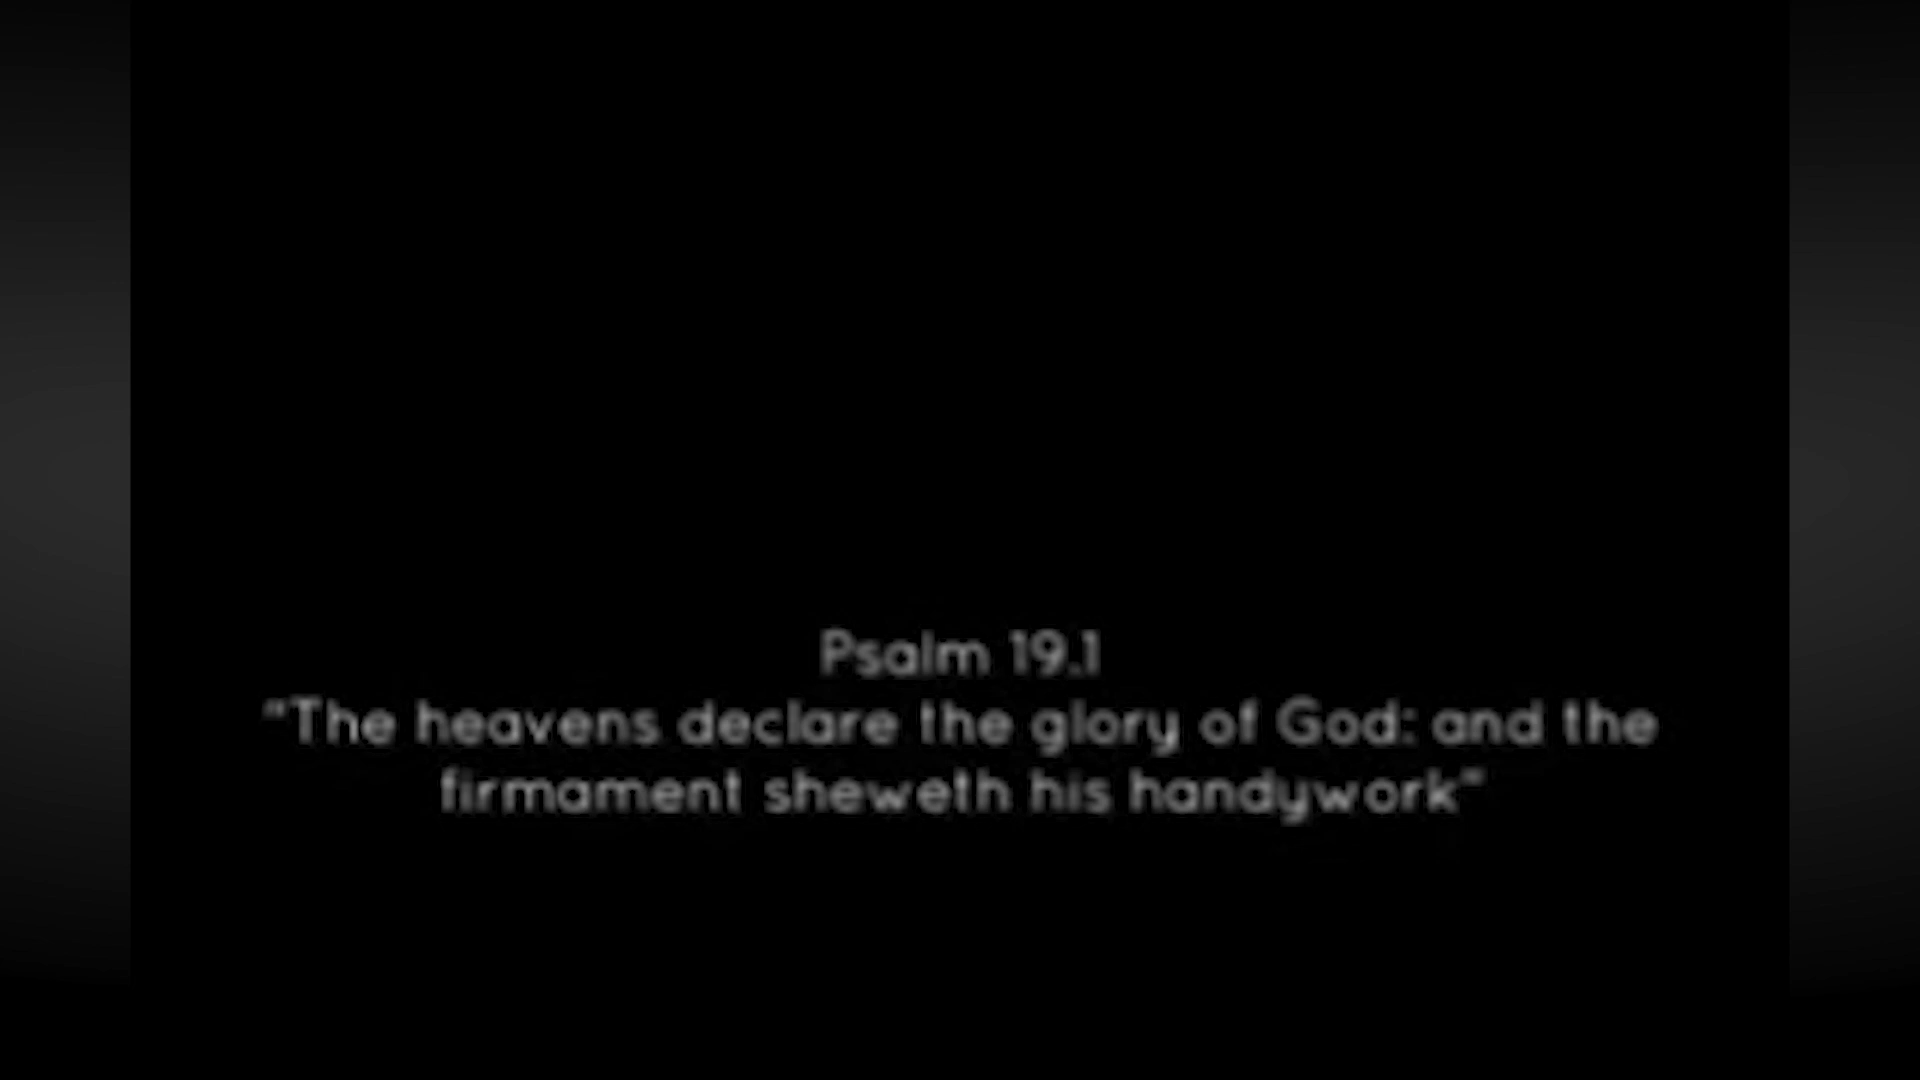 Psalm 19.1
"The heavens declare the glory of God: and the
firmament sheweth his handywork"